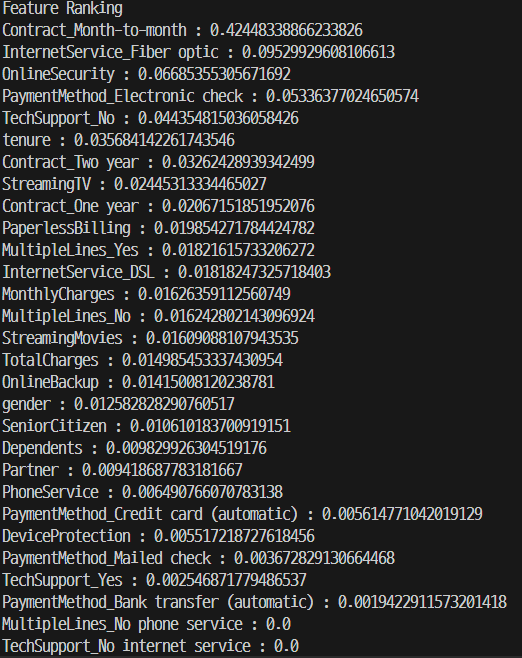 Feature Ranking
Contract_Month-to-month : 0.42448338866233826
InternetService_Fiber optic : 0.09529929608106613
OnlineSecurity : 0.06685355305671692
PaymentMethod_Electronic check : 0.05336377024650574
TechSupport_No : 0.044354815036058426
tenure : 0.035684142261743546
Contract_Two year : 0.03262428939342499
StreamingTV : 0.02445313334465027
Contract_One year : 0.02067151851952076
PaperlessBilling : 0.019854271784424782
MultipleLines_Yes : 0.01821615733206272
InternetService_DSL : 0.01818247325718403
MonthlyCharges : 0.01626359112560749
MultipleLines_No : 0.016242802143096924
StreamingMovies : 0.01609088107943535
TotalCharges : 0.014985453337430954
OnlineBackup : 0.01415008120238781
gender : 0.012582828290760517
SeniorCitizen : 0.010610183700919151
Dependents : 0.009829926304519176
Partner : 0.009418687783181667
PhoneService : 0.006490766070783138
PaymentMethod_Credit card (automatic) : 0.005614771042019129
DeviceProtection : 0.005517218727618456
PaymentMethod_Mailed check : 0.003672829130664468
TechSupport_Yes : 0.002546871779486537
PaymentMethod_Bank transfer (automatic) : 0.0019422911573201418
MultipleLines_No phone service : 0.0
TechSupport_No internet service : 0.0